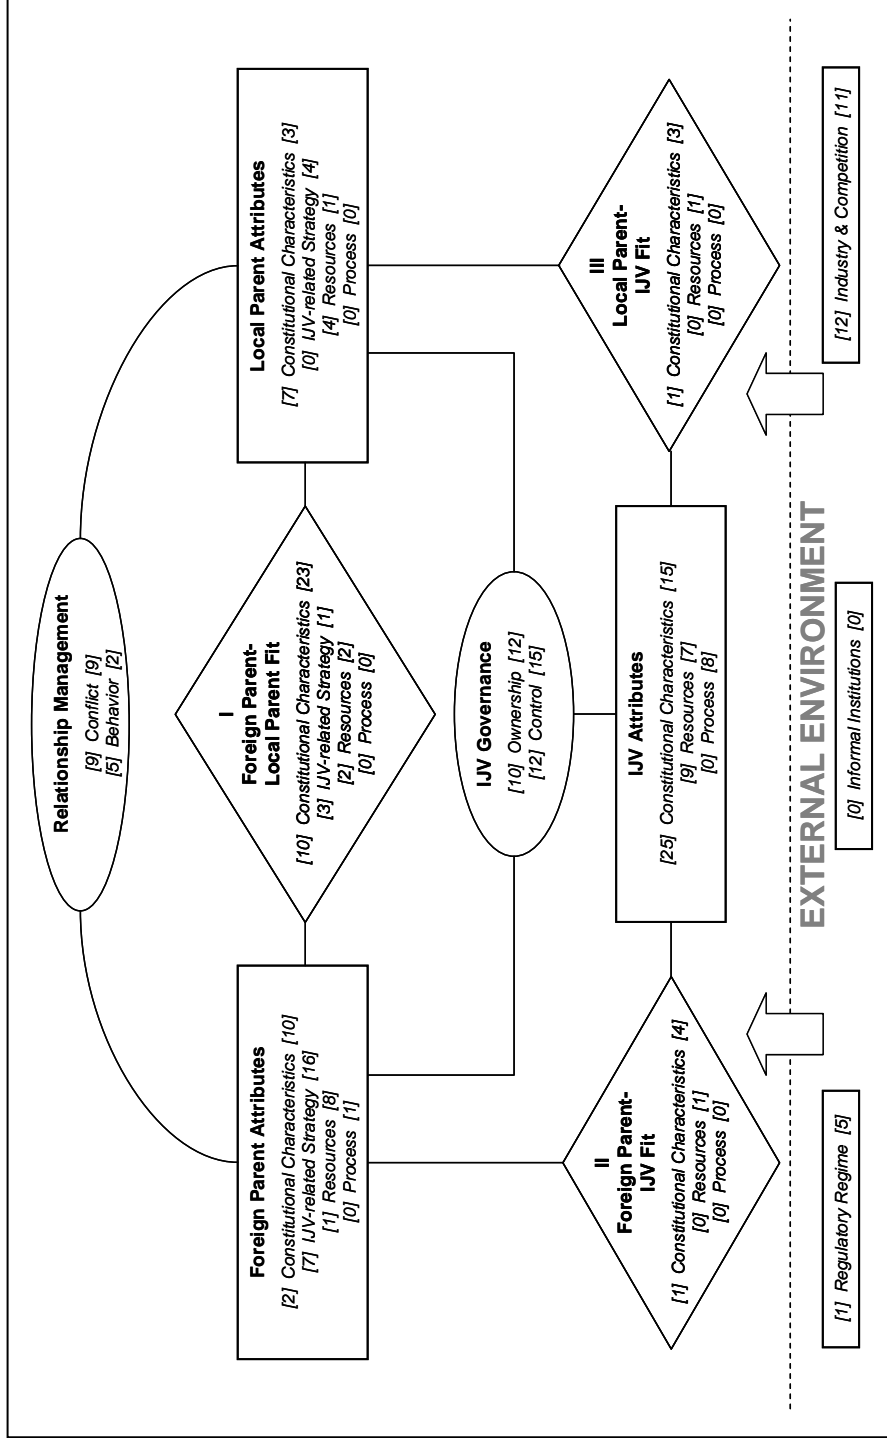 Relationship Management
[9] Conflict [9]
[5] Behavior [2]
Foreign Parent Attributes
[2] Constitutional Characteristics [10]
[7] IJV-related Strategy [16]
[1] Resources [8]
[0] Process [1]
I
Foreign Parent-
Local Parent Fit
[10] Constitutional Characteristics [23]
[3] IJV-related Strategy [1]
[2] Resources [2]
[0] Process [0]
Local Parent Attributes
[7] Constitutional Characteristics [3]
[0] IJV-related Strategy [4]
[4] Resources [1]
[0] Process [0]
IJV Governance
[10] Ownership [12]
[12] Control [15]
II
Foreign Parent-
IJV Fit
[1] Constitutional Characteristics [4]
[0] Resources [1]
[0] Process [0]
IJV Attributes
[25] Constitutional Characteristics [15]
[9] Resources [7]
[0] Process [8]
III
Local Parent-
IJV Fit
[1] Constitutional Characteristics [3]
[0] Resources [1]
[0] Process [0]
EXTERNAL ENVIRONMENT
[1] Regulatory Regime [5]
[0] Informal Institutions [0]
[12] Industry & Competition [11]